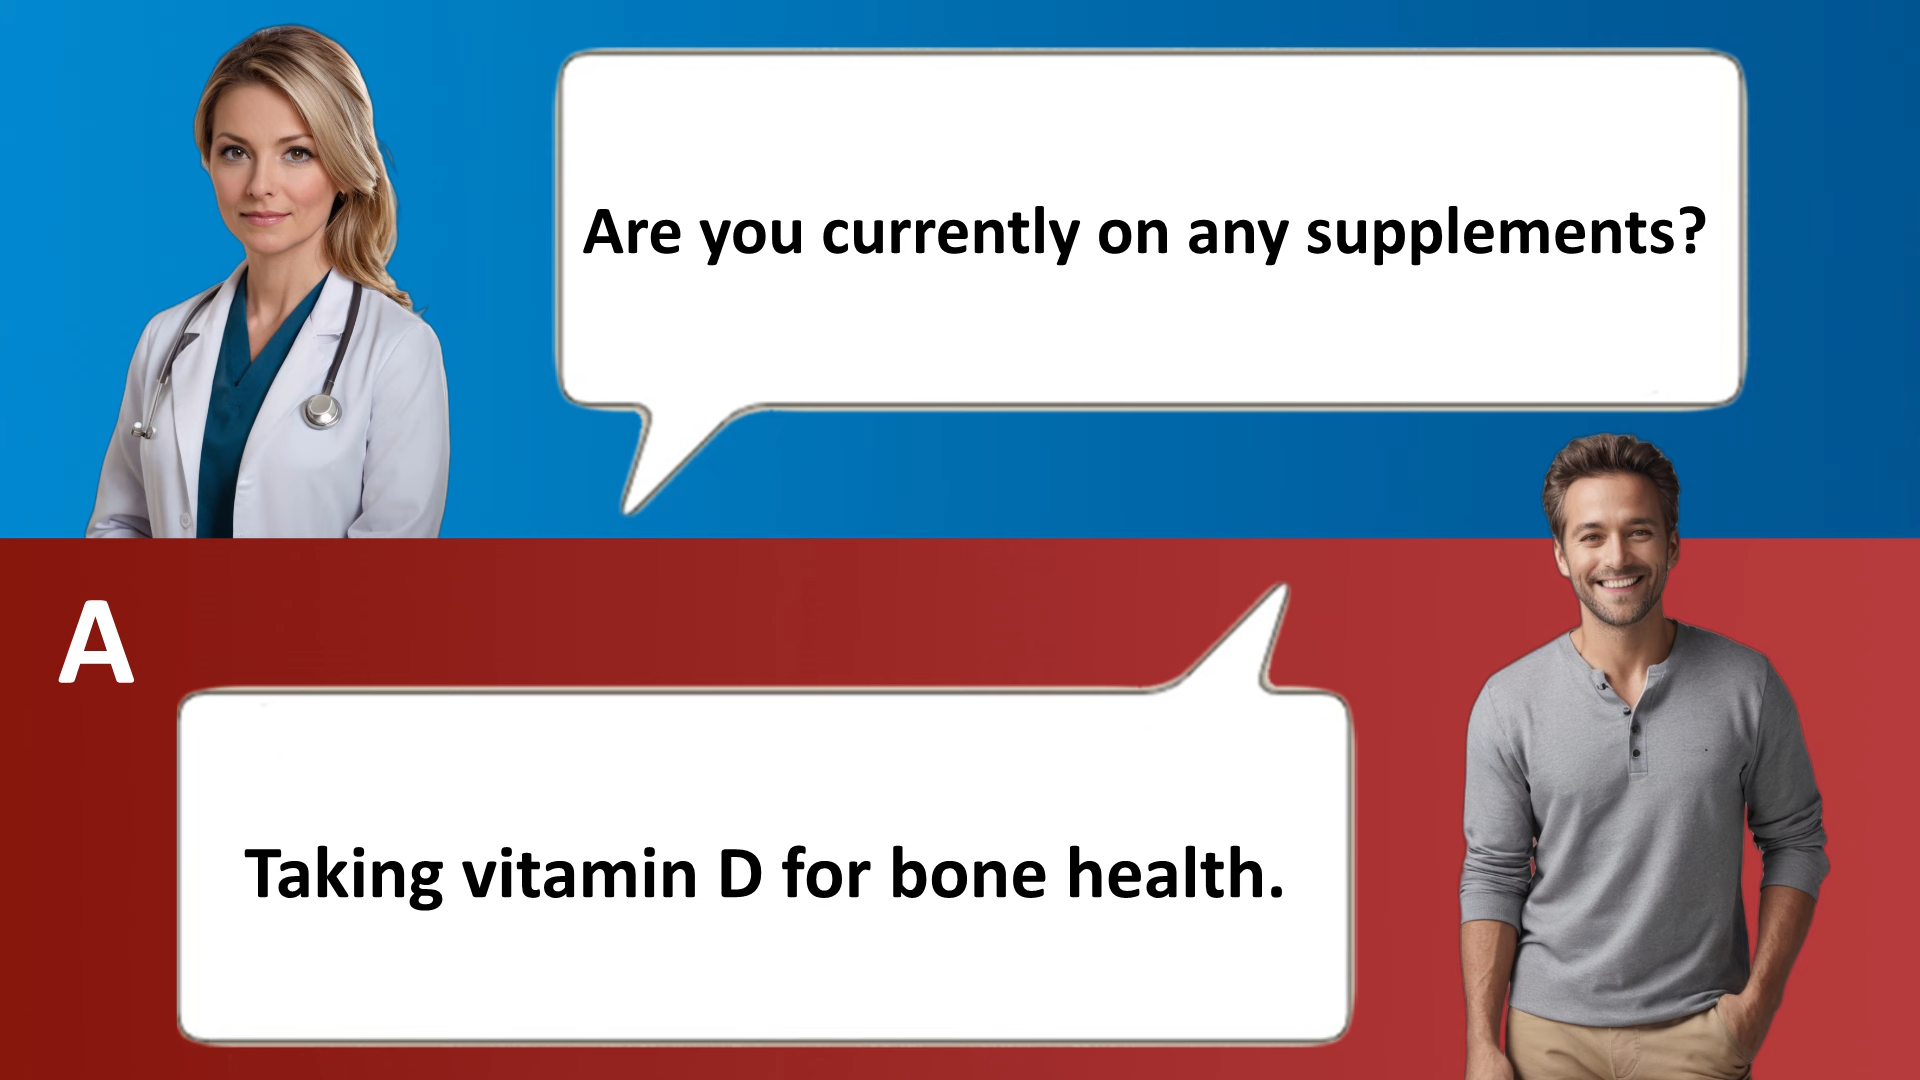 Are you currently on any supplements?
A
Taking vitamin D for bone health.